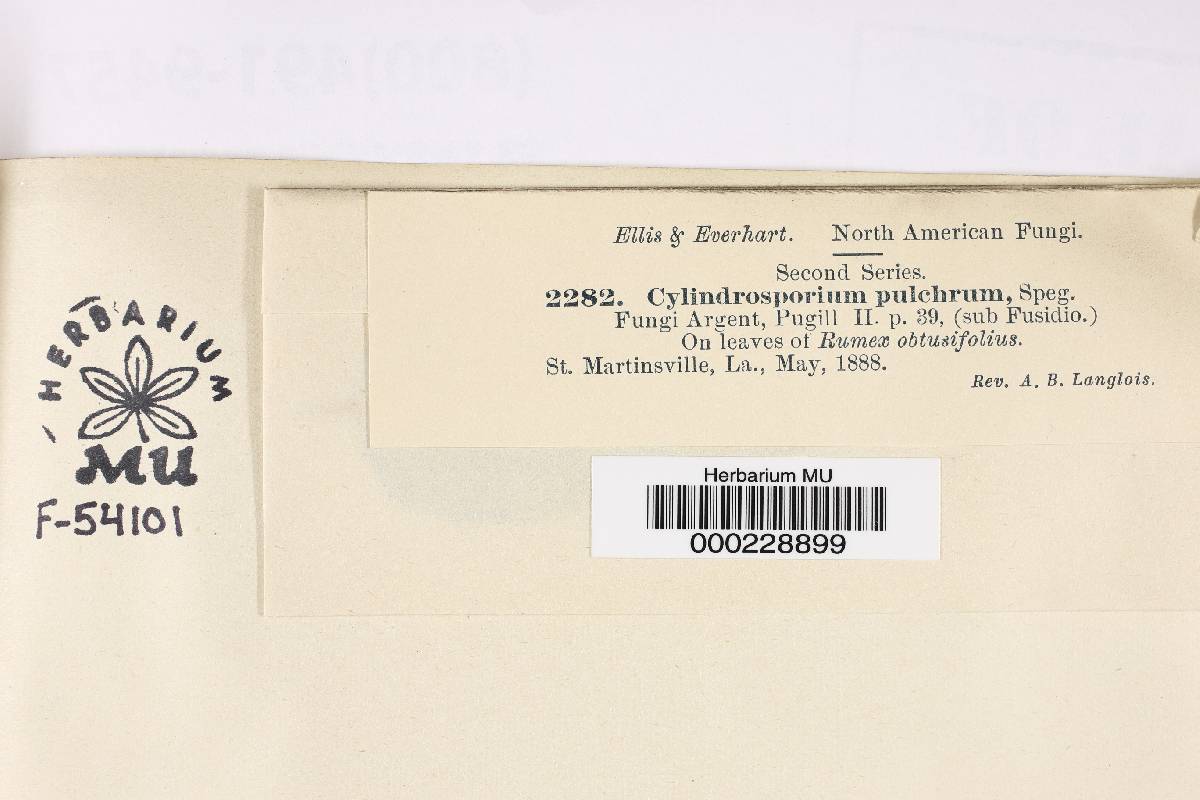 Ellis & Everhart. North American Fungi.
Second Series.
2282. Cylindrosporium pulchrum, Speg.
Fungi Argent, Pugill II. p. 39, (sub Fusidio.)
On leaves of Rumex obtusifolius.
St. Martinsville, La., May, 1888.
Rev. A. B. Langlois.
HERBARIUM
MU
F-54101
Herbarium MU
000228899